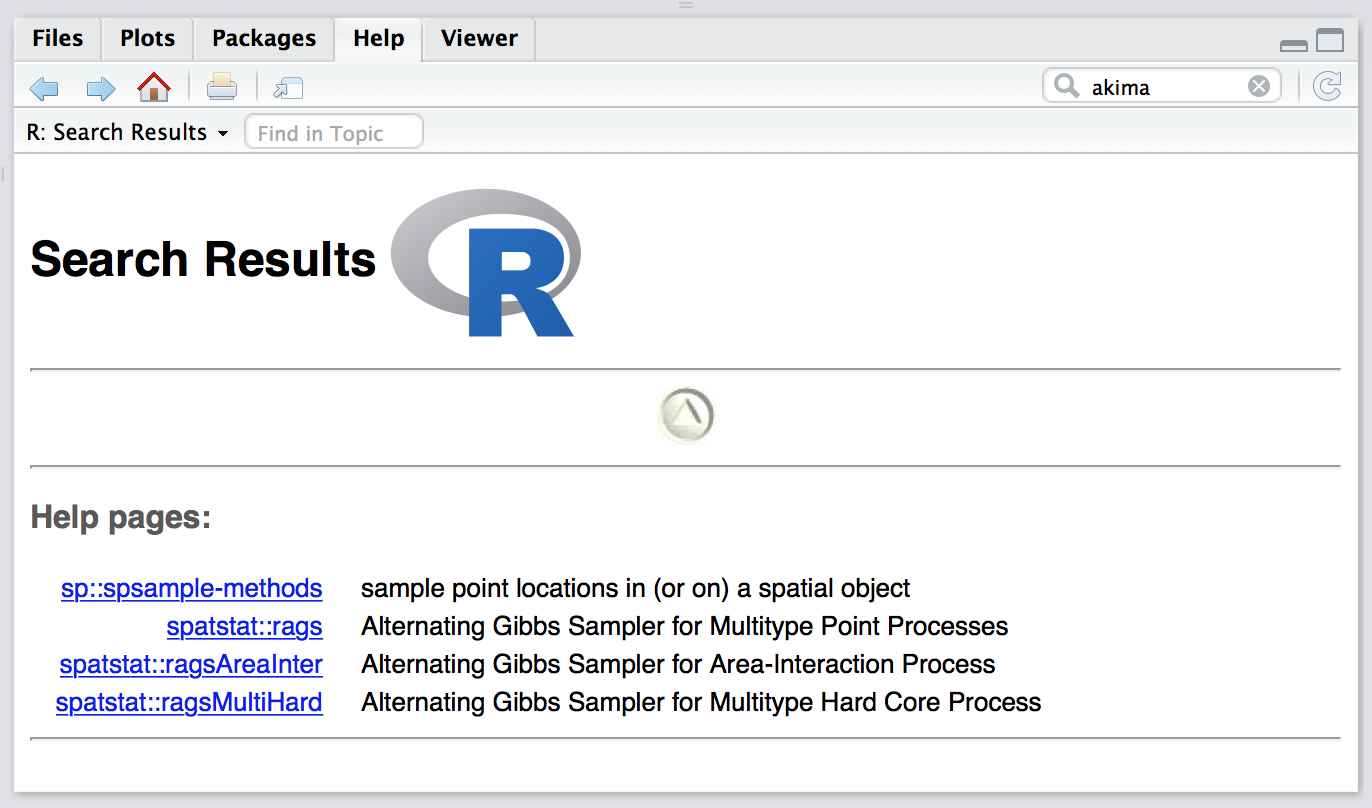 Files Plots Packages Help Viewer
akima
R: Search Results Find in Topic
Search Results R
Help pages:
sp::spsample-methods sample point locations in (or on) a spatial object
spatstat::rags Alternating Gibbs Sampler for Multitype Point Processes
spatstat::ragsAreaInter Alternating Gibbs Sampler for Area-Interaction Process
spatstat::ragsMultiHard Alternating Gibbs Sampler for Multitype Hard Core Process